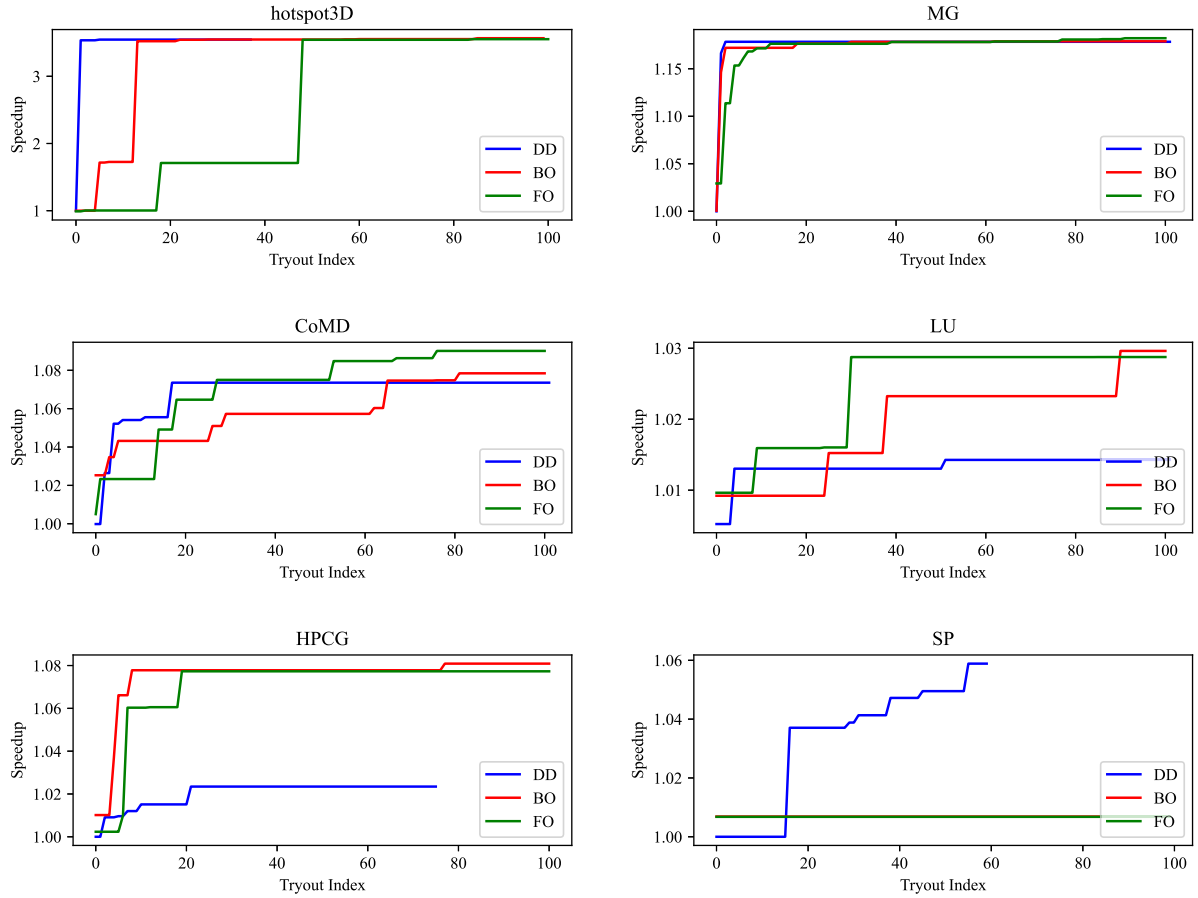 hotspot3D
Speedup
3
2
1
DD
BO
FO
0 20 40 60 80 100
Tryout Index
MG
Speedup
1.15
1.10
1.05
1.00
DD
BO
FO
0 20 40 60 80 100
Tryout Index
CoMD
Speedup
1.08
1.06
1.04
1.02
1.00
DD
BO
FO
0 20 40 60 80 100
Tryout Index
LU
Speedup
1.03
1.02
1.01
DD
BO
FO
0 20 40 60 80 100
Tryout Index
HPCG
Speedup
1.08
1.06
1.04
1.02
1.00
DD
BO
FO
0 20 40 60 80 100
Tryout Index
SP
Speedup
1.06
1.04
1.02
1.00
DD
BO
FO
0 20 40 60 80 100
Tryout Index